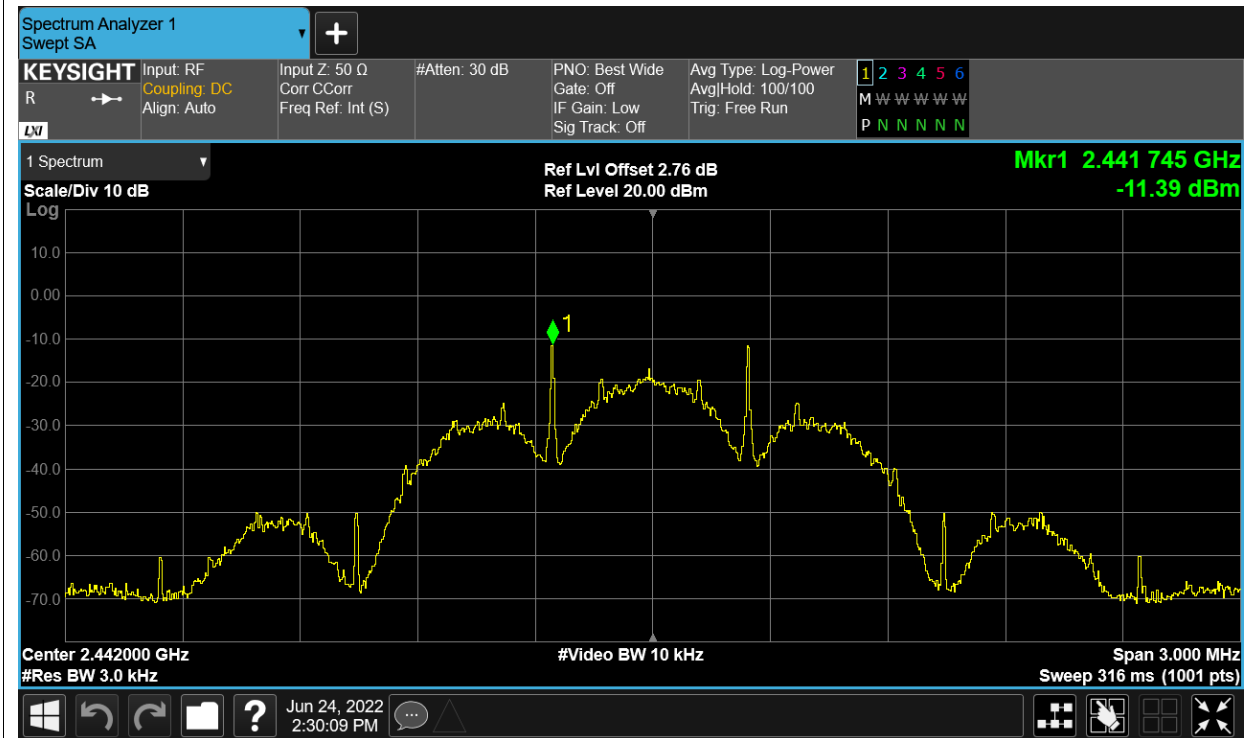 Spectrum Analyzer 1
Swept SA
+
KEYSIGHT
R
LXI
Input: RF
Coupling: DC
Align: Auto
Input Z: 50 Ω
Corr CCorr
Freq Ref: Int (S)
#Atten: 30 dB
PNO: Best Wide
Gate: Off
IF Gain: Low
Sig Track: Off
Avg Type: Log-Power
Avg|Hold: 100/100
Trig: Free Run
1 2 3 4 5 6
M W W W W W
P N N N N N
1 Spectrum
Scale/Div 10 dB
Log
Ref Lvl Offset 2.76 dB
Ref Level 20.00 dBm
Mkr1 2.441 745 GHz
-11.39 dBm
10.0
0.00
-10.0
-20.0
-30.0
-40.0
-50.0
-60.0
-70.0
1
Center 2.442000 GHz
#Res BW 3.0 kHz
#Video BW 10 kHz
Span 3.000 MHz
Sweep 316 ms (1001 pts)
?
Jun 24, 2022
2:30:09 PM